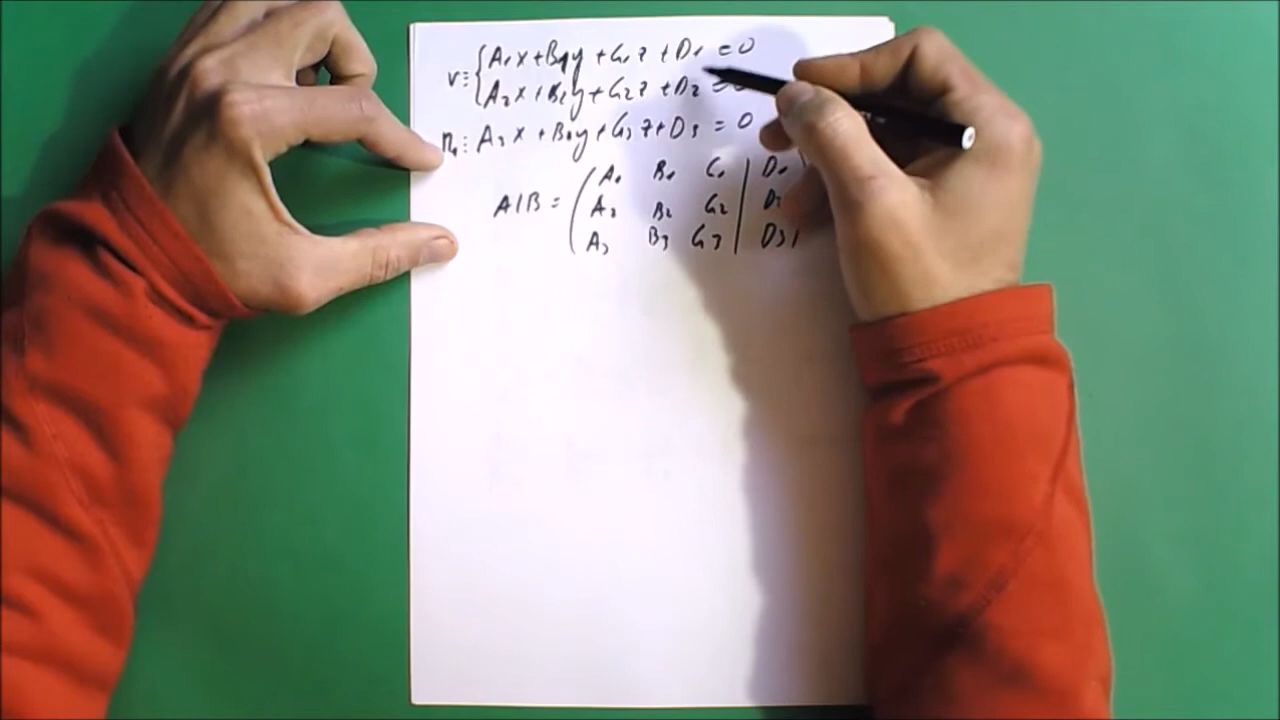 r≡ { A₁x + B₁y + C₁z + D₁ = 0
A₂x + B₂y + C₂z + D₂ = 0
π₁ ≡ A₃x + B₃y + C₃z + D₃ = 0
A₁ B₁ C₁ | D₁
A/B = ( A₂ B₂ C₂ | D₂
A₃ B₃ C₃ | D₃ )